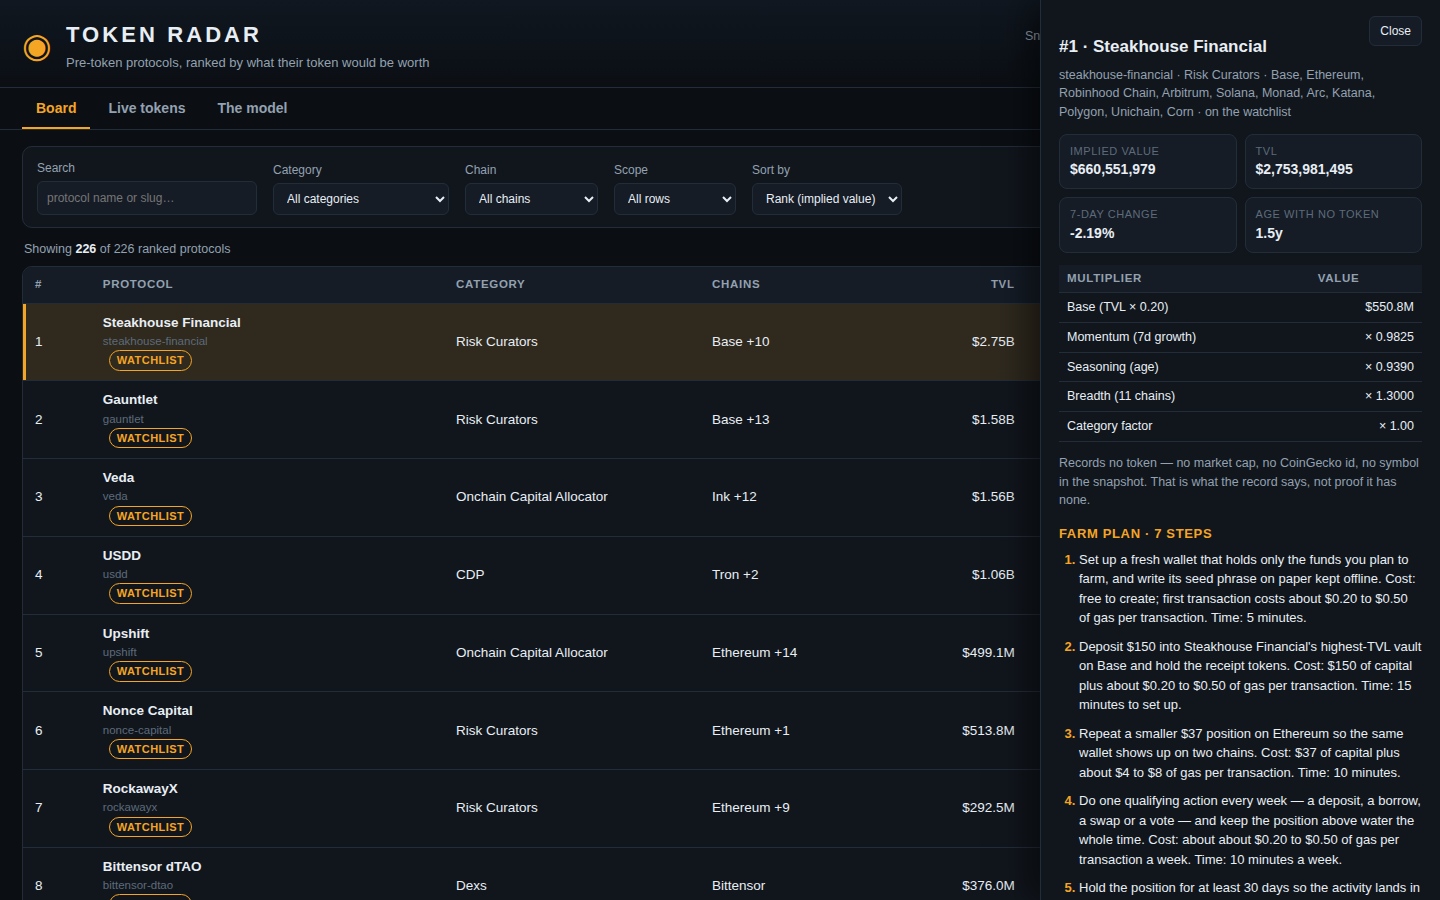 TOKEN RADAR
Pre-token protocols, ranked by what their token would be worth
Sn
Board
Live tokens
The model
Search
protocol name or slug…
Category
All categories
Chain
All chains
Scope
All rows
Sort by
Rank (implied value)
Showing 226 of 226 ranked protocols
# PROTOCOL CATEGORY CHAINS TVL
1 Steakhouse Financial Risk Curators Base +10 $2.75B
steakhouse-financial
WATCHLIST
2 Gauntlet Risk Curators Base +13 $1.58B
gauntlet
WATCHLIST
3 Veda Onchain Capital Allocator Ink +12 $1.56B
veda
WATCHLIST
4 USDD CDP Tron +2 $1.06B
usdd
WATCHLIST
5 Upshift Onchain Capital Allocator Ethereum +14 $499.1M
upshift
WATCHLIST
6 Nonce Capital Risk Curators Ethereum +1 $513.8M
nonce-capital
WATCHLIST
7 RockawayX Risk Curators Ethereum +9 $292.5M
rockawayx
WATCHLIST
8 Bittensor dTAO Dexs Bittensor $376.0M
bittensor-dtao
Close
#1 · Steakhouse Financial
steakhouse-financial · Risk Curators · Base, Ethereum,
Robinhood Chain, Arbitrum, Solana, Monad, Arc, Katana,
Polygon, Unichain, Corn · on the watchlist
IMPLIED VALUE
$660,551,979
TVL
$2,753,981,495
7-DAY CHANGE
-2.19%
AGE WITH NO TOKEN
1.5y
MULTIPLIER VALUE
Base (TVL × 0.20) $550.8M
Momentum (7d growth) × 0.9825
Seasoning (age) × 0.9390
Breadth (11 chains) × 1.3000
Category factor × 1.00
Records no token — no market cap, no CoinGecko id, no symbol
in the snapshot. That is what the record says, not proof it has
none.
FARM PLAN · 7 STEPS
1. Set up a fresh wallet that holds only the funds you plan to
farm, and write its seed phrase on paper kept offline. Cost:
free to create; first transaction costs about $0.20 to $0.50
of gas per transaction. Time: 5 minutes.
2. Deposit $150 into Steakhouse Financial's highest-TVL vault
on Base and hold the receipt tokens. Cost: $150 of capital
plus about $0.20 to $0.50 of gas per transaction. Time: 15
minutes to set up.
3. Repeat a smaller $37 position on Ethereum so the same
wallet shows up on two chains. Cost: $37 of capital plus
about $4 to $8 of gas per transaction. Time: 10 minutes.
4. Do one qualifying action every week — a deposit, a borrow,
a swap or a vote — and keep the position above water the
whole time. Cost: about about $0.20 to $0.50 of gas per
transaction a week. Time: 10 minutes a week.
5. Hold the position for at least 30 days so the activity lands in